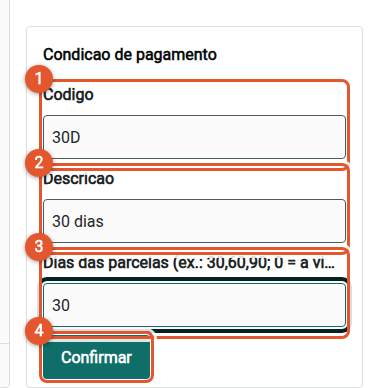 Condicao de pagamento
1
Codigo
30D
2
Descricao
30 dias
3
Dias das parcelas (ex.: 30,60,90; 0 = a vi...
30
4
Confirmar